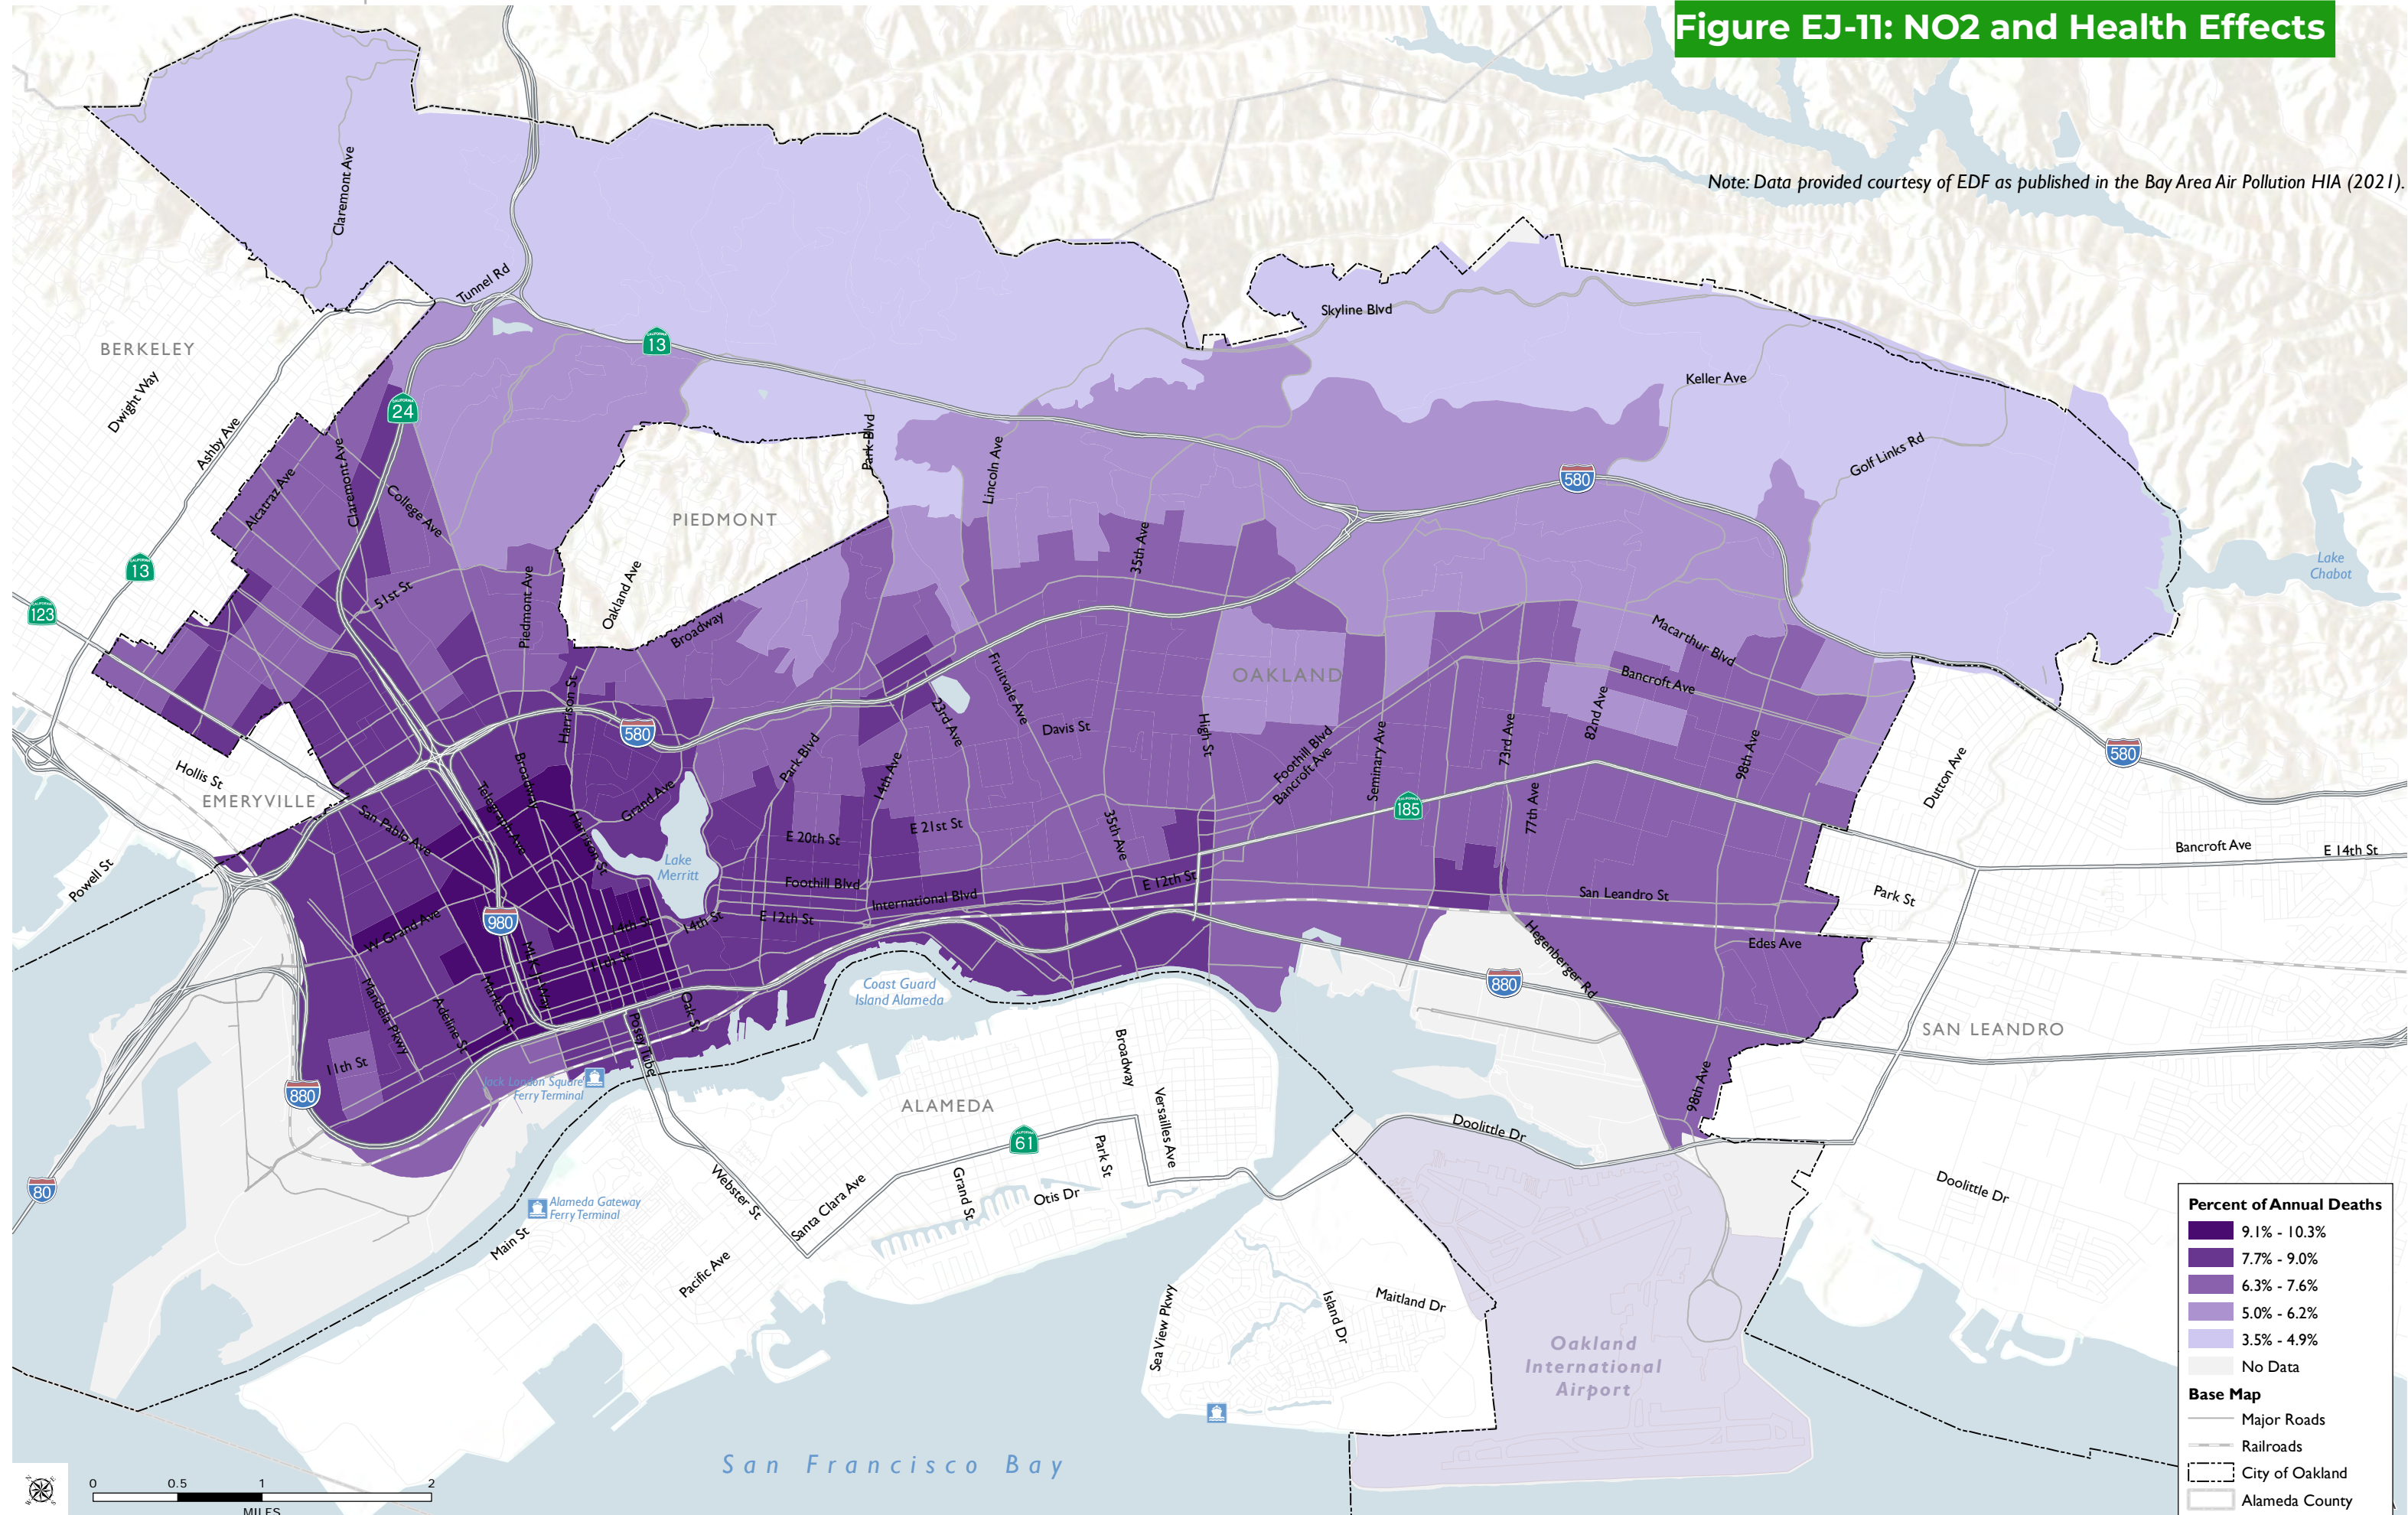 Figure EJ-11: NO2 and Health Effects
Note: Data provided courtesy of EDF as published in the Bay Area Air Pollution HIA (2021).
Claremont Ave
Tunnel Rd
BERKELEY
Dwight Way
Ashby Ave
13
24
13
123
Alcatraz Ave
Claremont Ave
College Ave
51st St
Piedmont Ave
Oakland Ave
PIEDMONT
Broadway
Park Blvd
Lincoln Ave
35th Ave
Skyline Blvd
Keller Ave
Golf Links Rd
580
Lake
Chabot
Macarthur Blvd
Bancroft Ave
OAKLAND
Fruitvale Ave
23rd Ave
Davis St
High St
Foothill Blvd
Bancroft Ave
Seminary Ave
73rd Ave
82nd Ave
98th Ave
77th Ave
185
580
Dutton Ave
Bancroft Ave
E 14th St
Park St
Hollis St
EMERYVILLE
Powell St
San Pablo Ave
Telegraph Ave
Broadway
Harrison St
Harrison St
580
Grand Ave
Lake
Merritt
Park Blvd
14th Ave
E 20th St
E 21st St
Foothill Blvd
International Blvd
E 12th St
E 12th St
35th Ave
San Leandro St
Edes Ave
Hegenberger Rd
880
98th Ave
SAN LEANDRO
980
W Grand Ave
14th St
14th St
11th St
MLK Jr Way
Market St
Adeline St
Mandela Pkwy
11th St
880
80
Oak St
Posey Tube
Jack London Square
Ferry Terminal
Coast Guard
Island Alameda
ALAMEDA
Broadway
Versailles Ave
Park St
61
Grand St
Otis Dr
Webster St
Santa Clara Ave
Alameda Gateway
Ferry Terminal
Main St
Pacific Ave
Doolittle Dr
Doolittle Dr
Sea View Pkwy
Island Dr
Maitland Dr
Oakland
International
Airport
San Francisco Bay
0 0.5 1 2
MILES
Percent of Annual Deaths
9.1% - 10.3%
7.7% - 9.0%
6.3% - 7.6%
5.0% - 6.2%
3.5% - 4.9%
No Data
Base Map
Major Roads
Railroads
City of Oakland
Alameda County